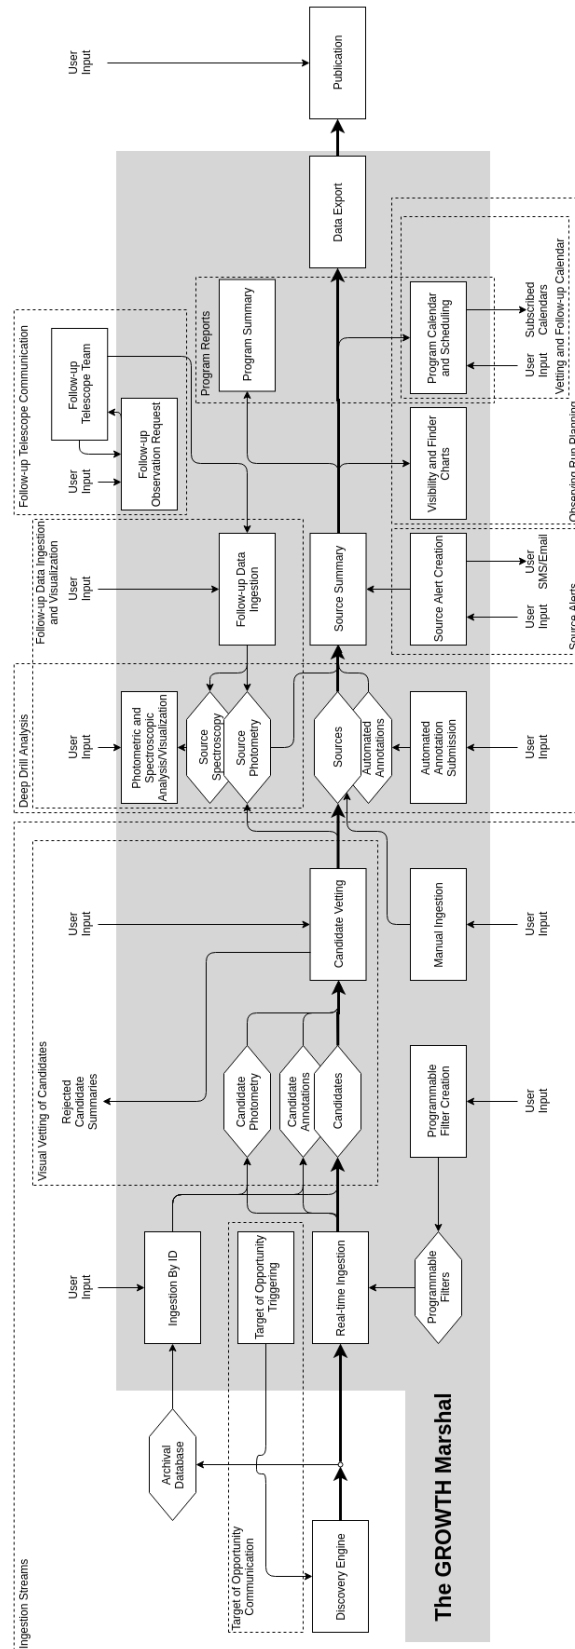 Ingestion Streams
Archival
Database
Target of Opportunity
Communication
Discovery Engine
The GROWTH Marshal
User
Input
Ingestion By ID
Target of Opportunity
Triggering
Real-time Ingestion
Programmable
Filters
Visual Vetting of Candidates
Rejected
Candidate
Summaries
Candidate
Photometry
Candidate
Annotations
Candidates
Programmable
Filter Creation
User
Input
User
Input
Candidate Vetting
Manual Ingestion
User
Input
Deep Drill Analysis
User
Input
Photometric and
Spectroscopic
Analysis/Visualization
Source
Spectroscopy
Source
Photometry
Sources
Automated
Annotations
Automated
Annotation
Submission
User
Input
Follow-up Data Ingestion
and Visualization
User
Input
Follow-up Data
Ingestion
Source Summary
Source Alert Creation
User
Input
User
SMS/Email
Source Alerts
Follow-up Telescope Communication
User
Input
Follow-up
Telescope Team
Follow-up
Observation Request
Program Reports
Program Summary
Visibility and Finder
Charts
Program Calendar
and Scheduling
User
Input
Subscribed
Calendars
Vetting and Follow-up Calendar
Observing Run Planning
Data Export
User
Input
Publication